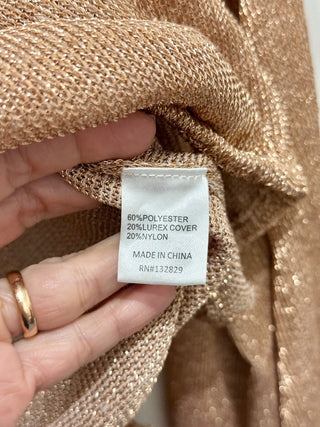 60%POLYESTER
20%LUREX COVER
20%NYLON
MADE IN CHINA
RN#132829